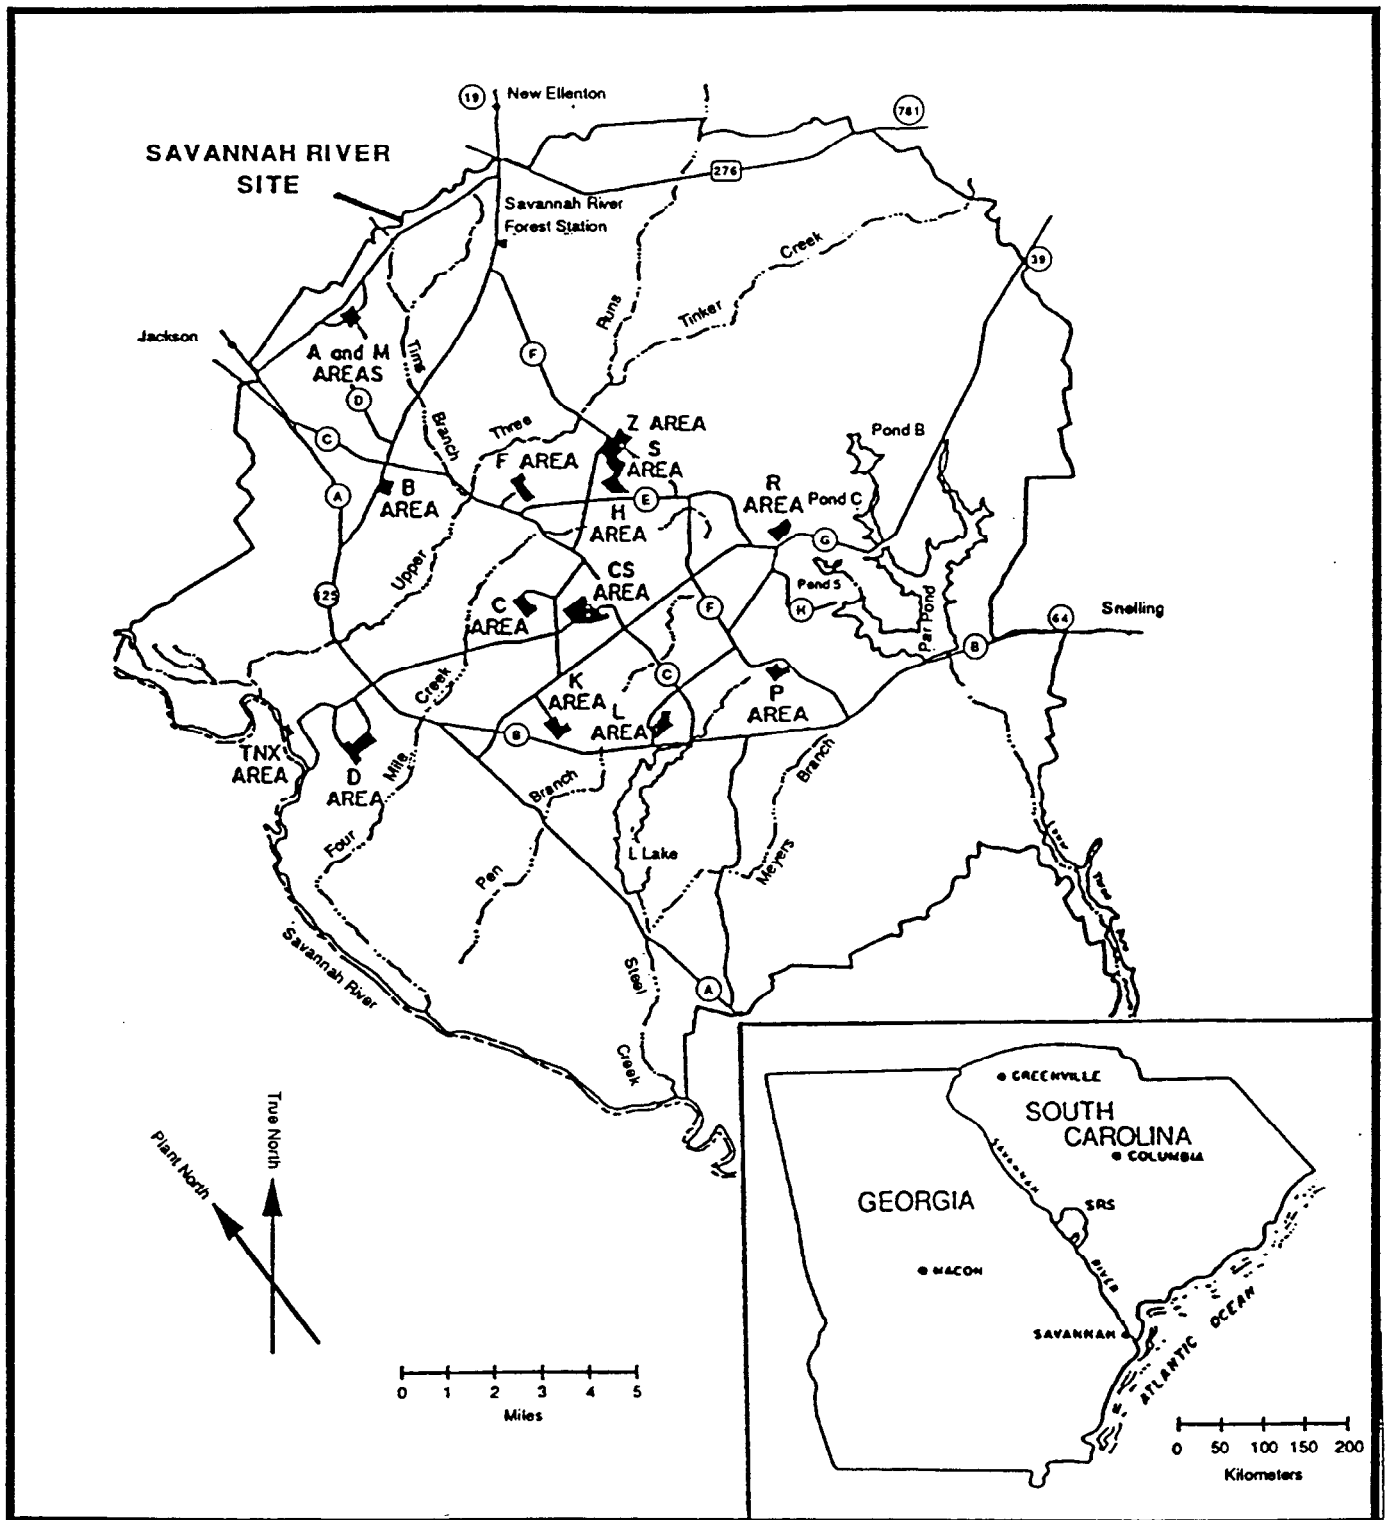 19
New Ellenton
781
SAVANNAH RIVER
SITE
276
Savannah River
Forest Station
Creek
39
Runs
Tinker
Jackson
Tims
A and M
AREAS
F
D
Branch
Three
Z AREA
Pond B
C
F AREA
S
AREA
A
B
AREA
E
R
AREA
Pond C
H
AREA
G
Upper
CS
AREA
Pond 5
125
C
AREA
F
H
Par Pond
64
Snelling
B
Creek
K
AREA
C
L
AREA
P
AREA
B
TNX
AREA
D
AREA
Mile
Branch
Branch
Four
Pen
L Lake
Meyers
Savannah River
Steel
A
Creek
Plant North
True North
0 1 2 3 4 5
Miles
GREENVILLE
SOUTH
CAROLINA
COLUMBIA
SAVANNAH
GEORGIA
SRS
MACON
RIVER
SAVANNAH
ATLANTIC OCEAN
0 50 100 150 200
Kilometers